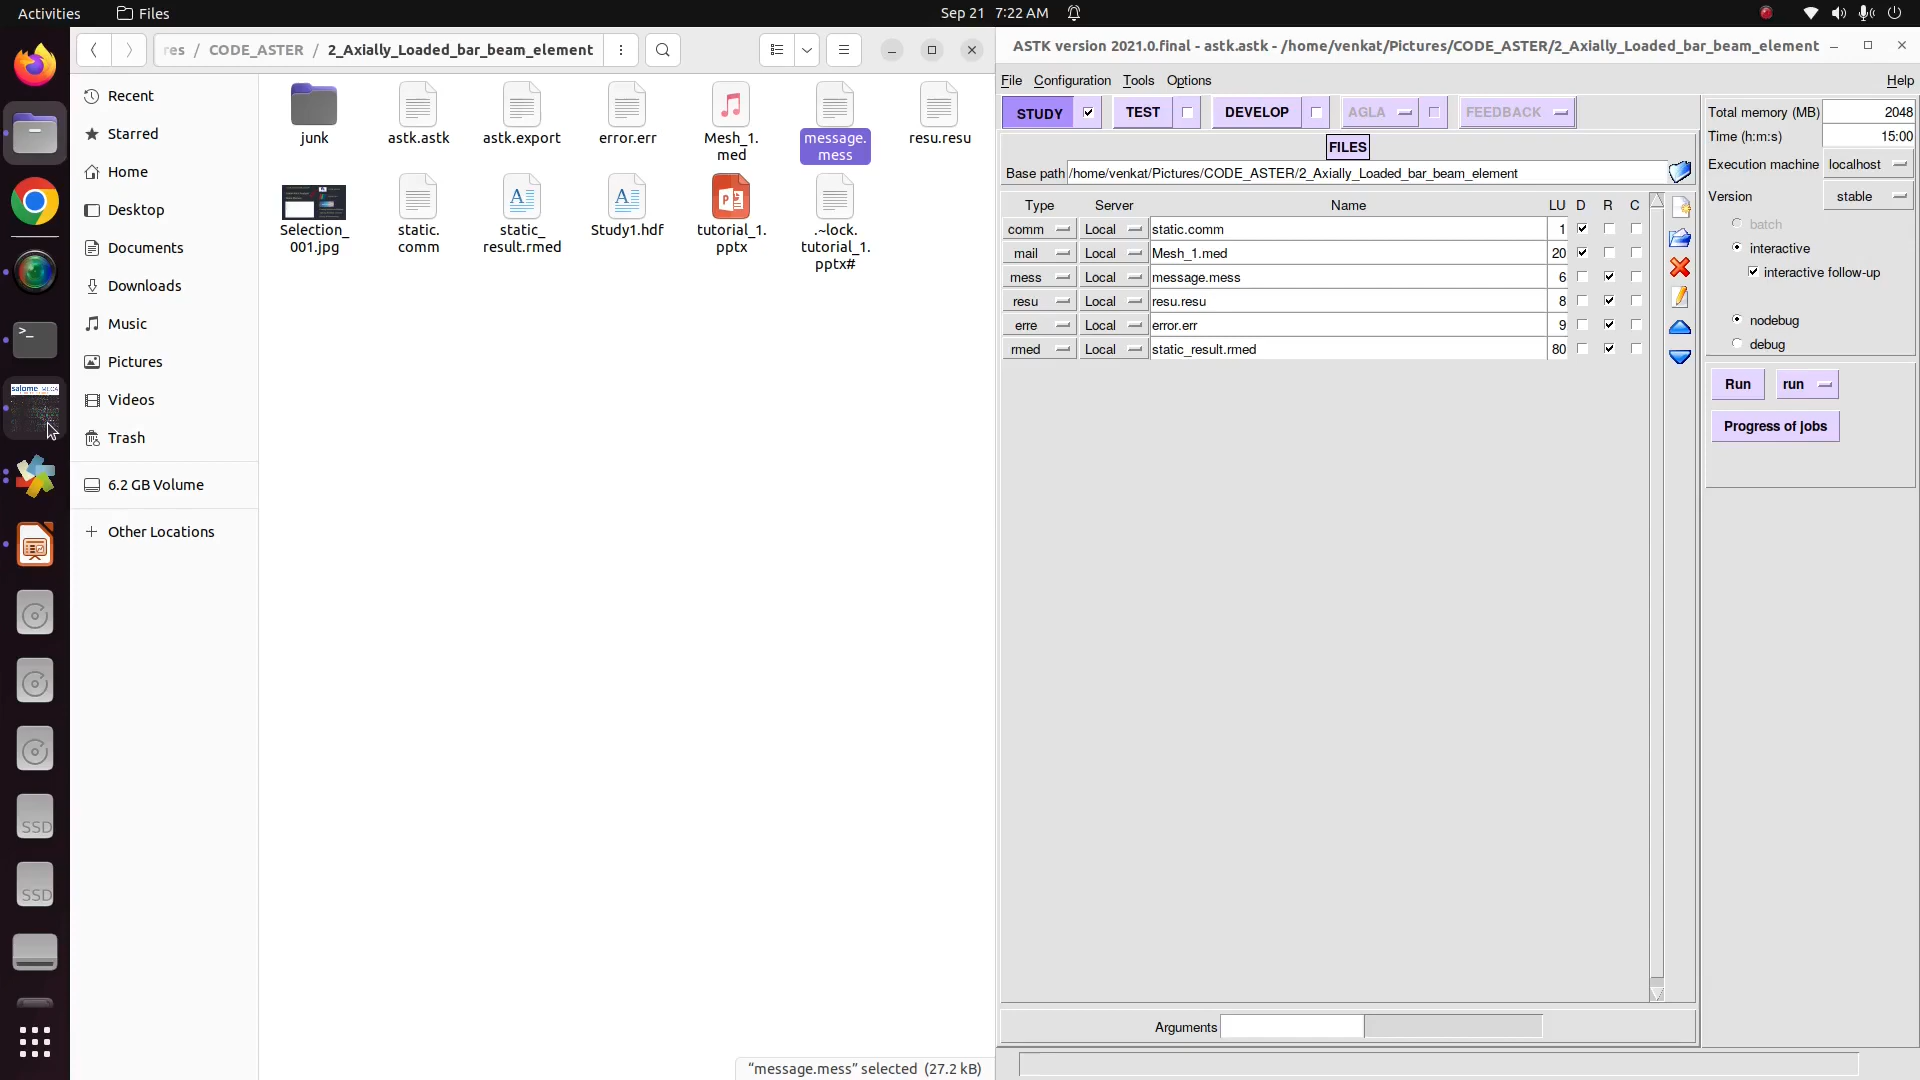 Activities
Files
Sep 21 7:22 AM
res / CODE_ASTER / 2_Axially_Loaded_bar_beam_element
Recent
Starred
Home
Desktop
Documents
Downloads
Music
Pictures
Videos
Trash
6.2 GB Volume
+ Other Locations
junk
astk.astk
astk.export
error.err
Mesh_1.
med
message.
mess
resu.resu
Selection_
001.jpg
static.
comm
static_
result.rmed
Study1.hdf
tutorial_1.
pptx
.~lock.
tutorial_1.
pptx#
"message.mess" selected (27.2 kB)
salome
SSD
SSD
ASTK version 2021.0.final - astk.astk - /home/venkat/Pictures/CODE_ASTER/2_Axially_Loaded_bar_beam_element
File Configuration Tools Options Help
STUDY TEST DEVELOP AGLA FEEDBACK
FILES
Base path /home/venkat/Pictures/CODE_ASTER/2_Axially_Loaded_bar_beam_element
Type Server Name LU D R C
comm Local static.comm 1
mail Local Mesh_1.med 20
mess Local message.mess 6
resu Local resu.resu 8
erre Local error.err 9
rmed Local static_result.rmed 80
Arguments
Total memory (MB) 2048
Time (h:m:s) 15:00
Execution machine localhost
Version stable
batch
interactive
interactive follow-up
nodebug
debug
Run run
Progress of jobs